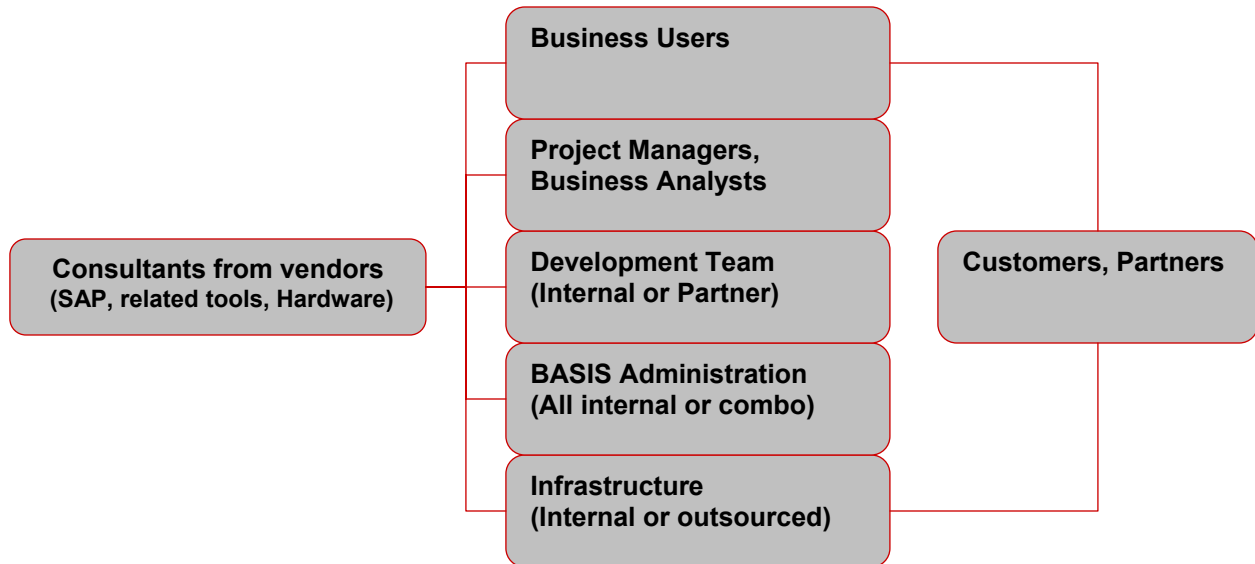 Business Users
Project Managers,
Business Analysts
Consultants from vendors
(SAP, related tools, Hardware)
Development Team
(Internal or Partner)
Customers, Partners
BASIS Administration
(All internal or combo)
Infrastructure
(Internal or outsourced)